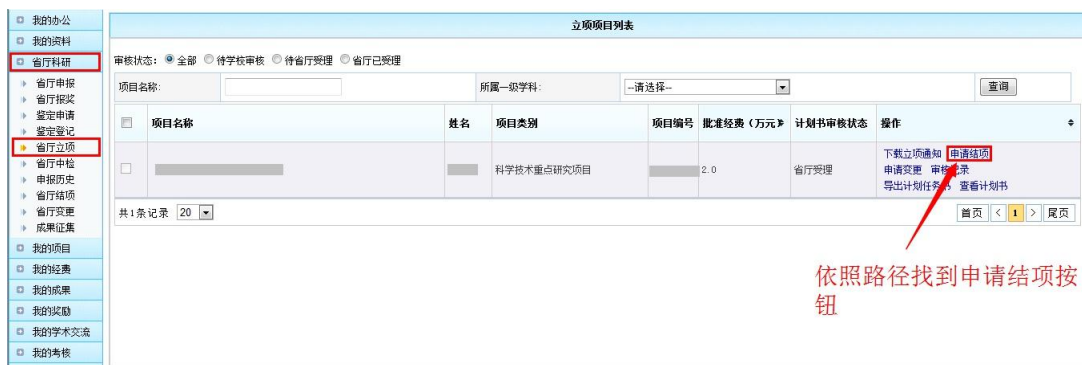 我的办公
我的资料
省厅科研
省厅申报
省厅报奖
鉴定申请
鉴定登记
省厅立项
省厅中检
申报历史
省厅结项
省厅变更
成果征集
我的项目
我的经费
我的成果
我的奖励
我的学术交流
我的考核
立项项目列表
审核状态: 全部 待学校审核 待省厅受理 省厅已受理
项目名称: 所属一级学科: --请选择-- 查询
项目名称 姓名 项目类别 项目编号 批准经费(万元) 计划书审核状态 操作
科学技术重点研究项目 2.0 省厅受理
下载立项通知 申请结项
申请变更 审核记录
导出计划任务书 查看计划书
共1条记录 20 首页 < 1 > 尾页
依照路径找到申请结项按
钮